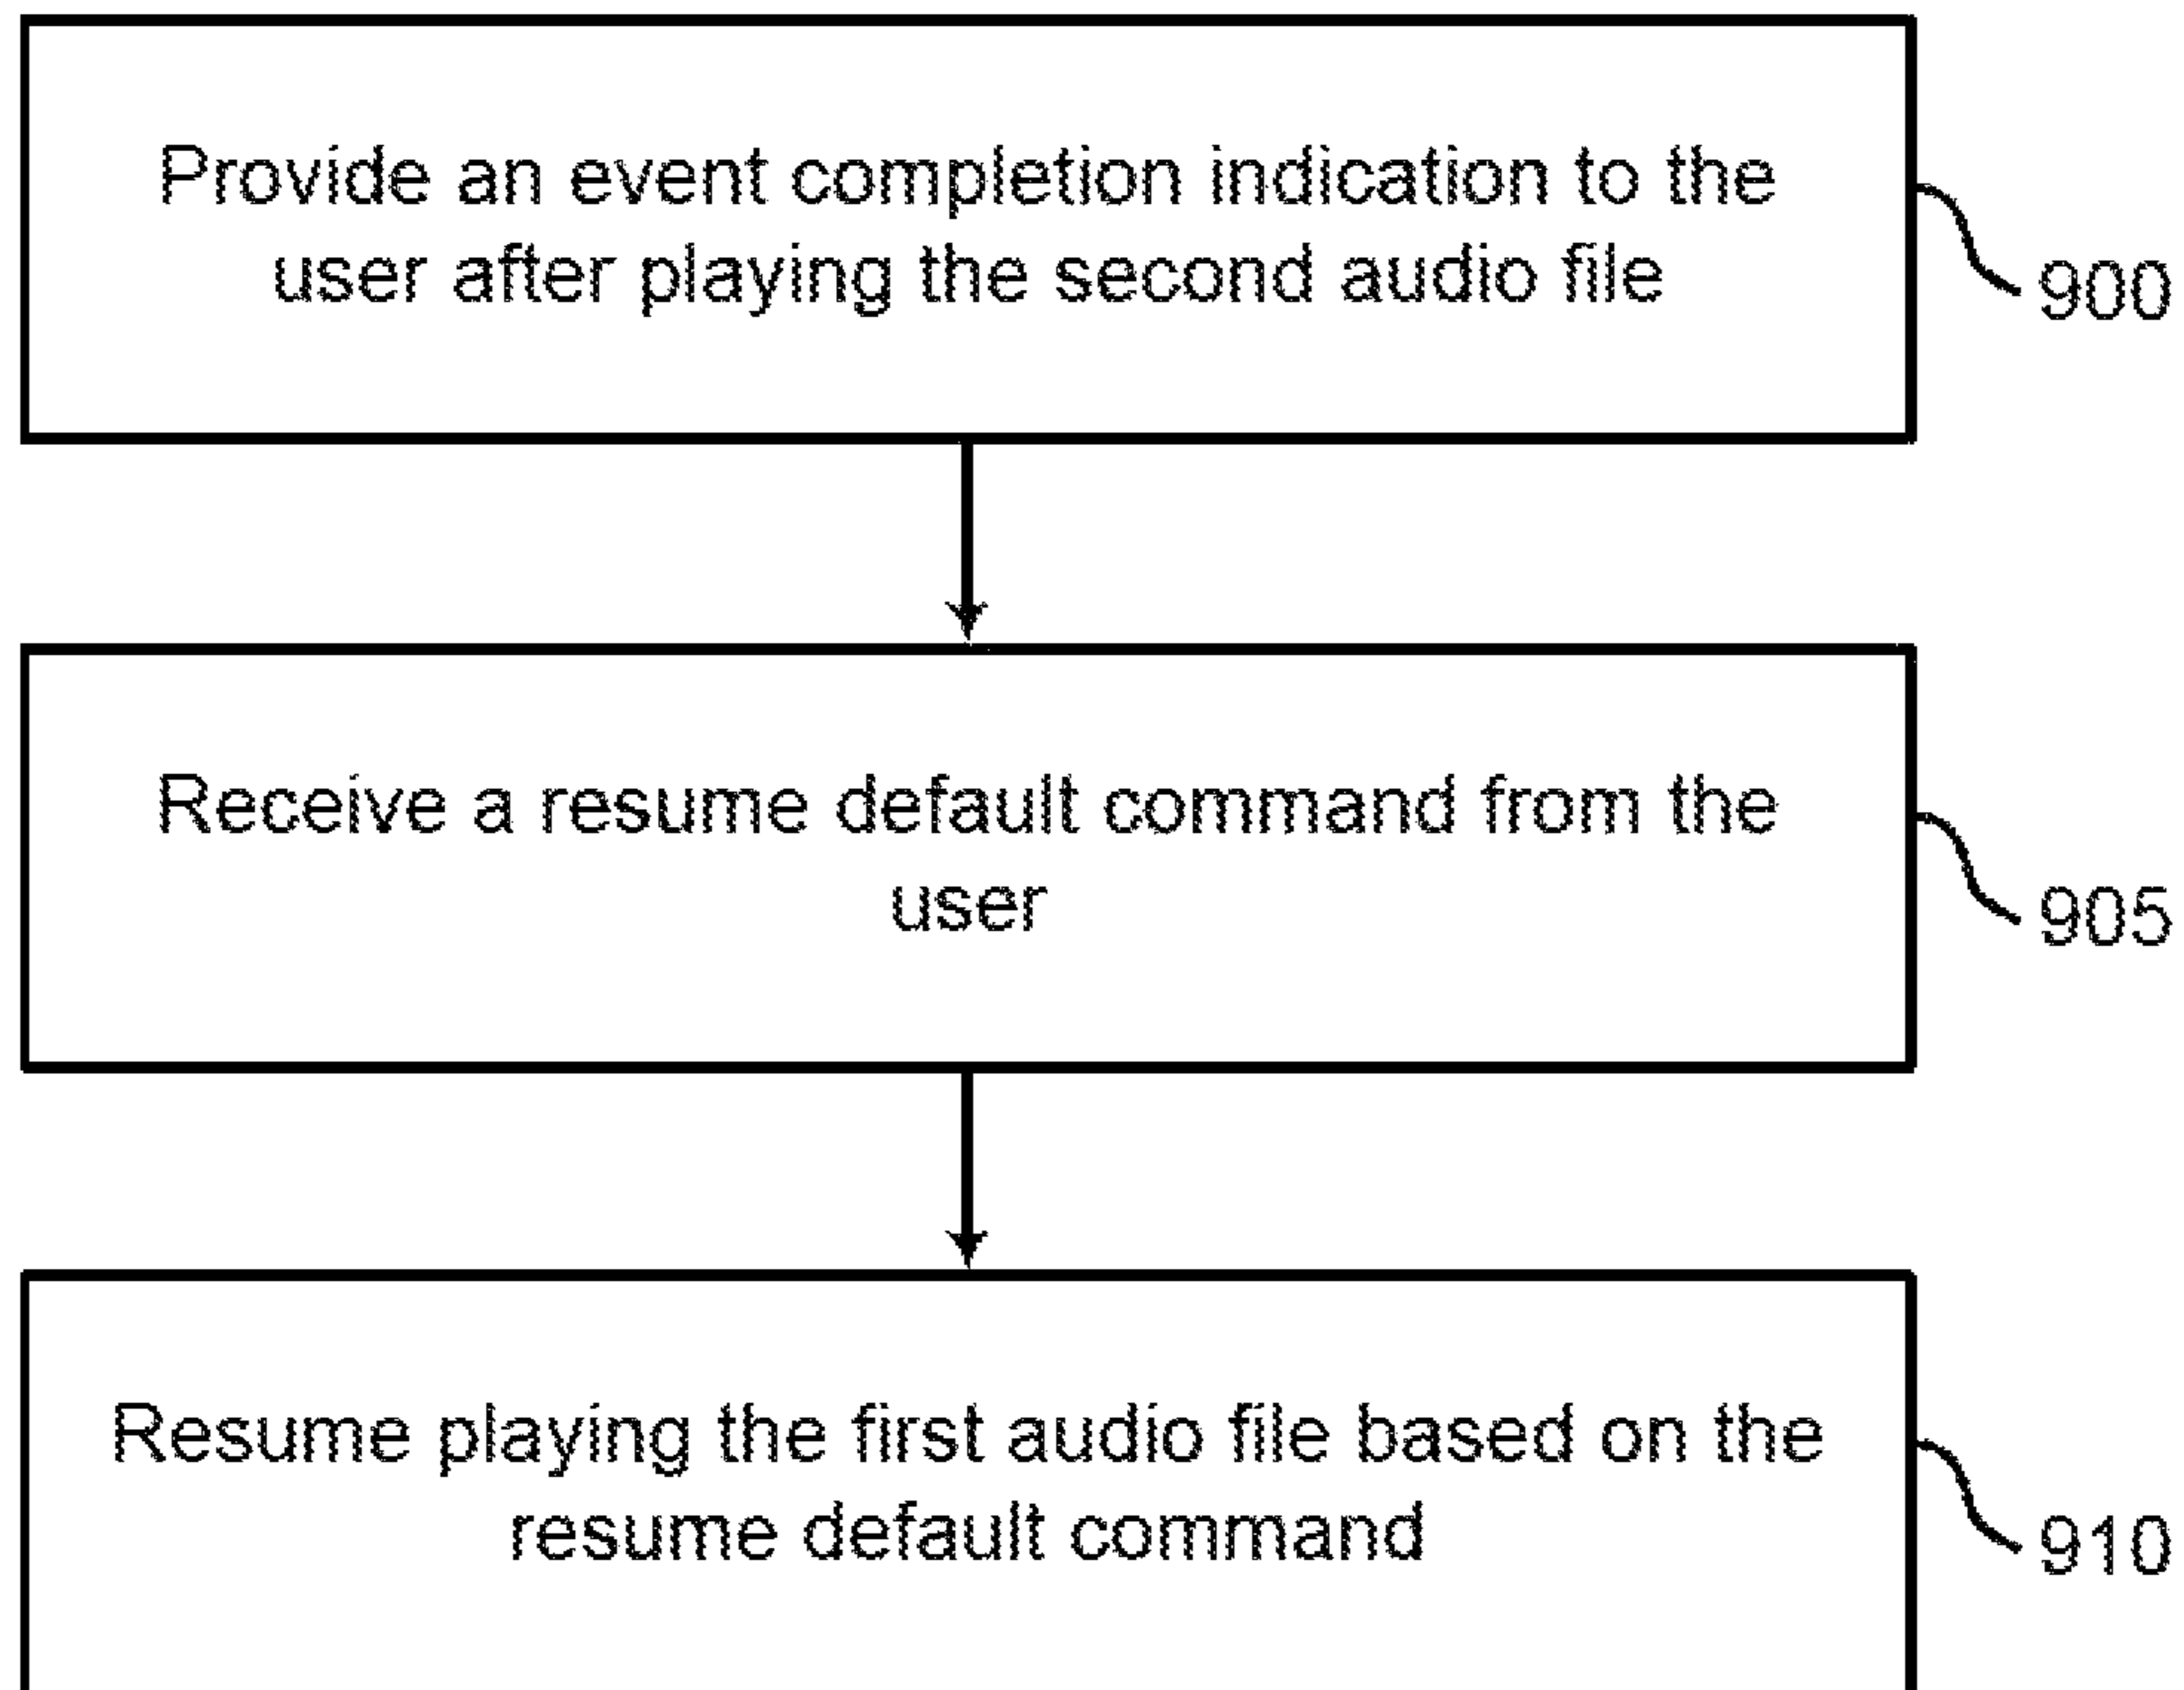 Provide an event completion indication to the
user after playing the second audio file
900
Receive a resume default command from the
user
905
Resume playing the first audio file based on the
resume default command
910